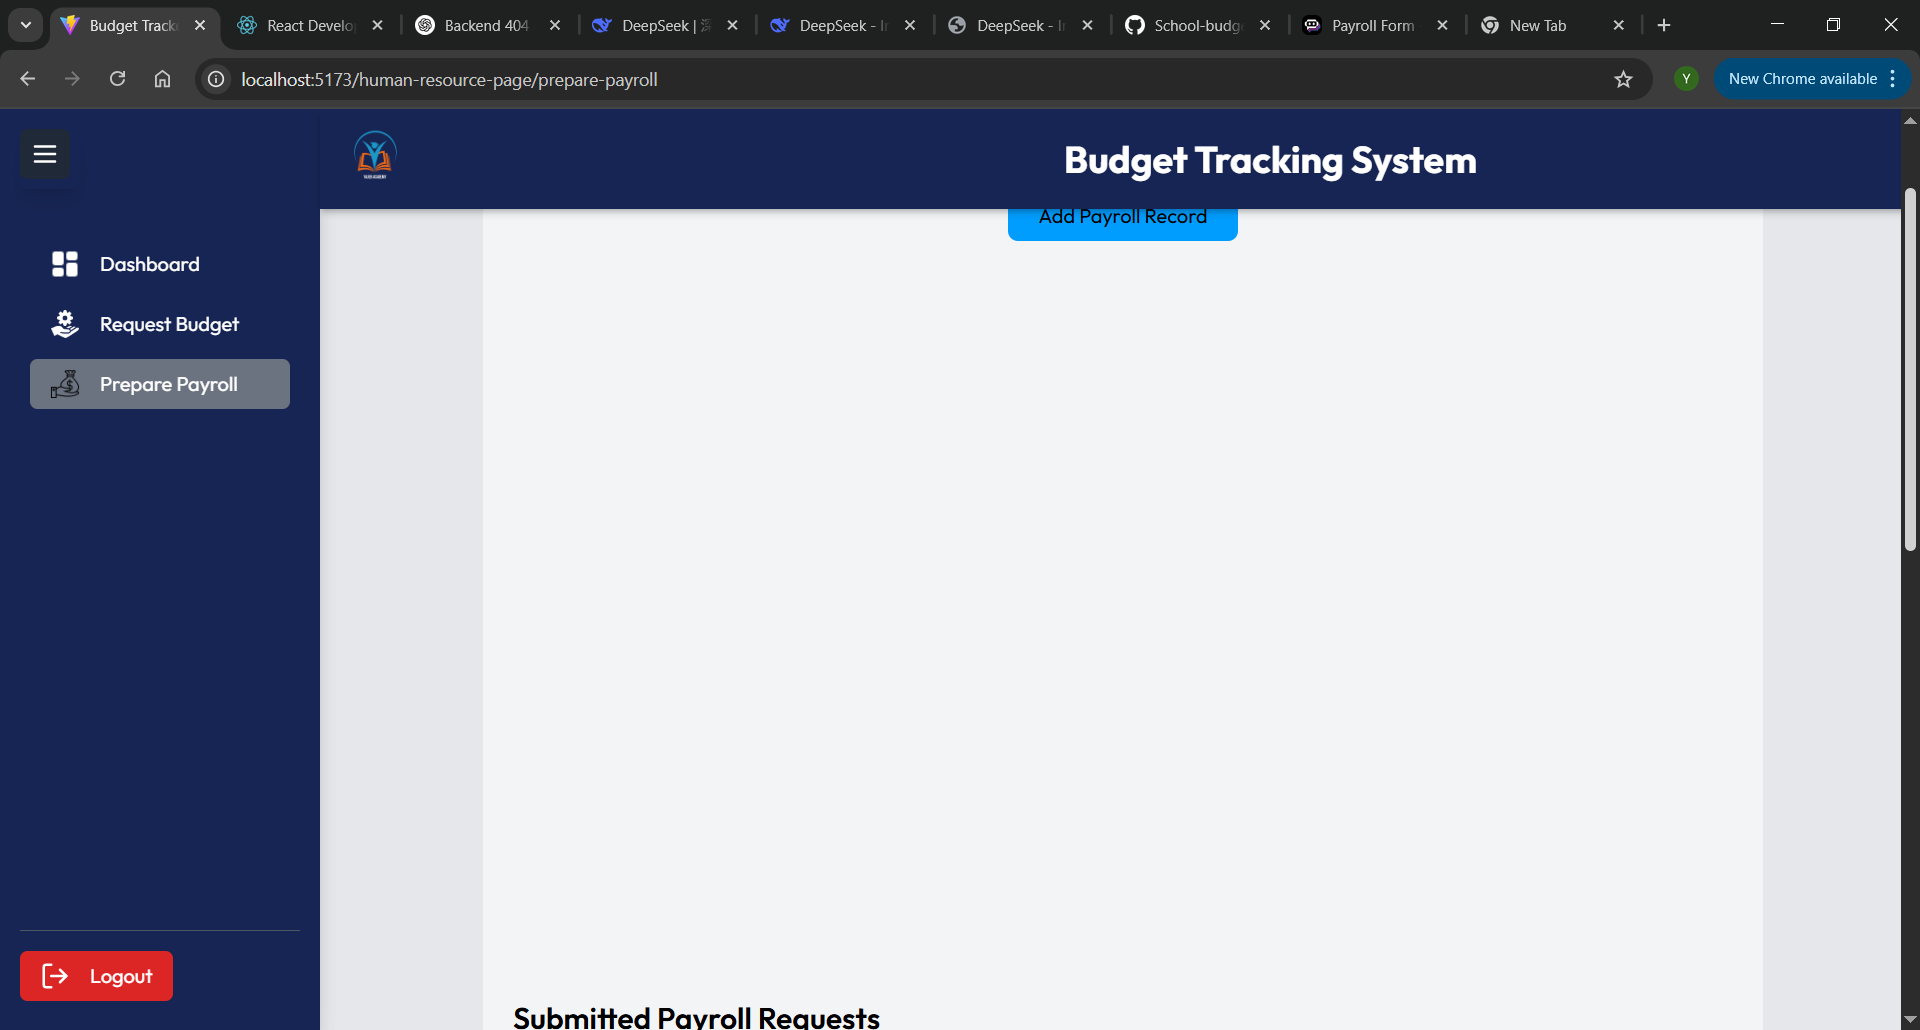 Budget Track
React Develo
Backend 404
DeepSeek |
DeepSeek - I
DeepSeek - I
School-budg
Payroll Form
New Tab
localhost:5173/human-resource-page/prepare-payroll
Y
New Chrome available
Budget Tracking System
Add Payroll Record
Dashboard
Request Budget
Prepare Payroll
Logout
Submitted Payroll Requests